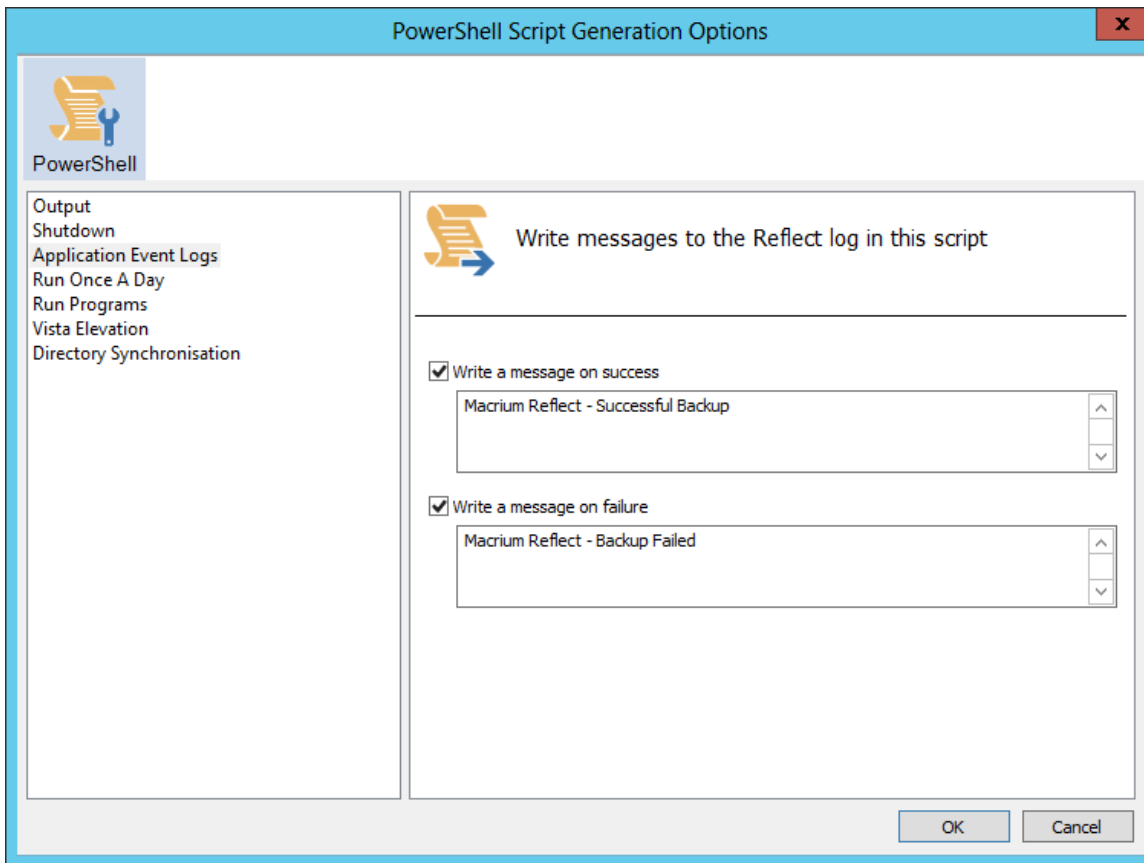 PowerShell Script Generation Options
x
PowerShell
Output
Shutdown
Application Event Logs
Run Once A Day
Run Programs
Vista Elevation
Directory Synchronisation
Write messages to the Reflect log in this script
Write a message on success
Macrium Reflect - Successful Backup
Write a message on failure
Macrium Reflect - Backup Failed
OK
Cancel